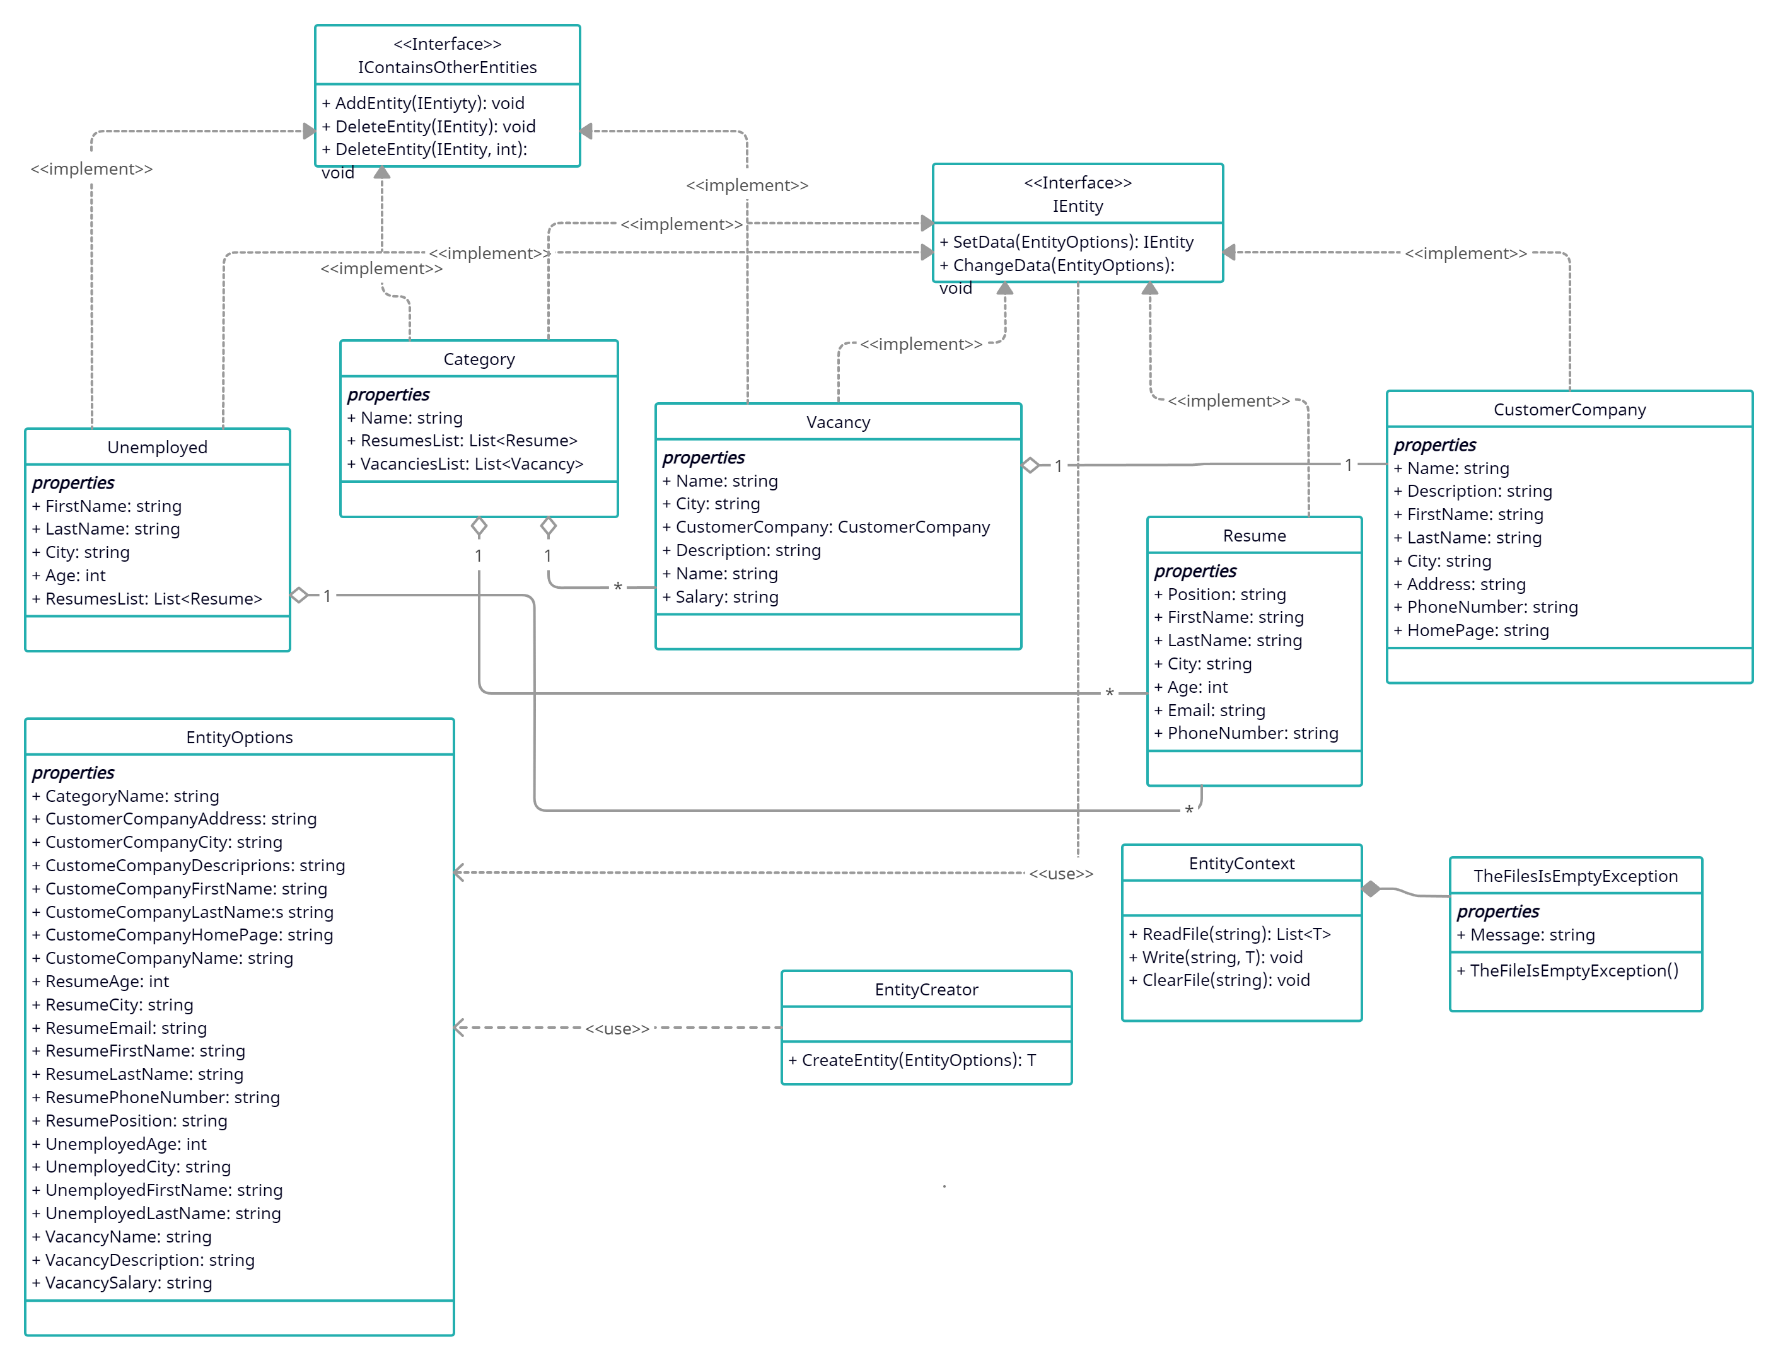 <<Interface>>
IContainsOtherEntities
+ AddEntity(IEntiyty): void
+ DeleteEntity(IEntity): void
+ DeleteEntity(IEntity, int):
void
<<implement>>
<<implement>>
<<implement>>
<<implement>>
<<implement>>
<<Interface>>
IEntity
+ SetData(EntityOptions): IEntity
+ ChangeData(EntityOptions):
void
<<implement>>
<<implement>>
<<implement>>
Category
properties
+ Name: string
+ ResumesList: List<Resume>
+ VacanciesList: List<Vacancy>
1
1
*
*
Unemployed
properties
+ FirstName: string
+ LastName: string
+ City: string
+ Age: int
+ ResumesList: List<Resume>
1
*
Vacancy
properties
+ Name: string
+ City: string
+ CustomerCompany: CustomerCompany
+ Description: string
+ Name: string
+ Salary: string
1
1
CustomerCompany
properties
+ Name: string
+ Description: string
+ FirstName: string
+ LastName: string
+ City: string
+ Address: string
+ PhoneNumber: string
+ HomePage: string
Resume
properties
+ Position: string
+ FirstName: string
+ LastName: string
+ City: string
+ Age: int
+ Email: string
+ PhoneNumber: string
EntityOptions
properties
+ CategoryName: string
+ CustomerCompanyAddress: string
+ CustomerCompanyCity: string
+ CustomeCompanyDescriprions: string
+ CustomeCompanyFirstName: string
+ CustomeCompanyLastName:s string
+ CustomeCompanyHomePage: string
+ CustomeCompanyName: string
+ ResumeAge: int
+ ResumeCity: string
+ ResumeEmail: string
+ ResumeFirstName: string
+ ResumeLastName: string
+ ResumePhoneNumber: string
+ ResumePosition: string
+ UnemployedAge: int
+ UnemployedCity: string
+ UnemployedFirstName: string
+ UnemployedLastName: string
+ VacancyName: string
+ VacancyDescription: string
+ VacancySalary: string
<<use>>
<<use>>
EntityCreator
+ CreateEntity(EntityOptions): T
EntityContext
+ ReadFile(string): List<T>
+ Write(string, T): void
+ ClearFile(string): void
TheFilesIsEmptyException
properties
+ Message: string
+ TheFileIsEmptyException()